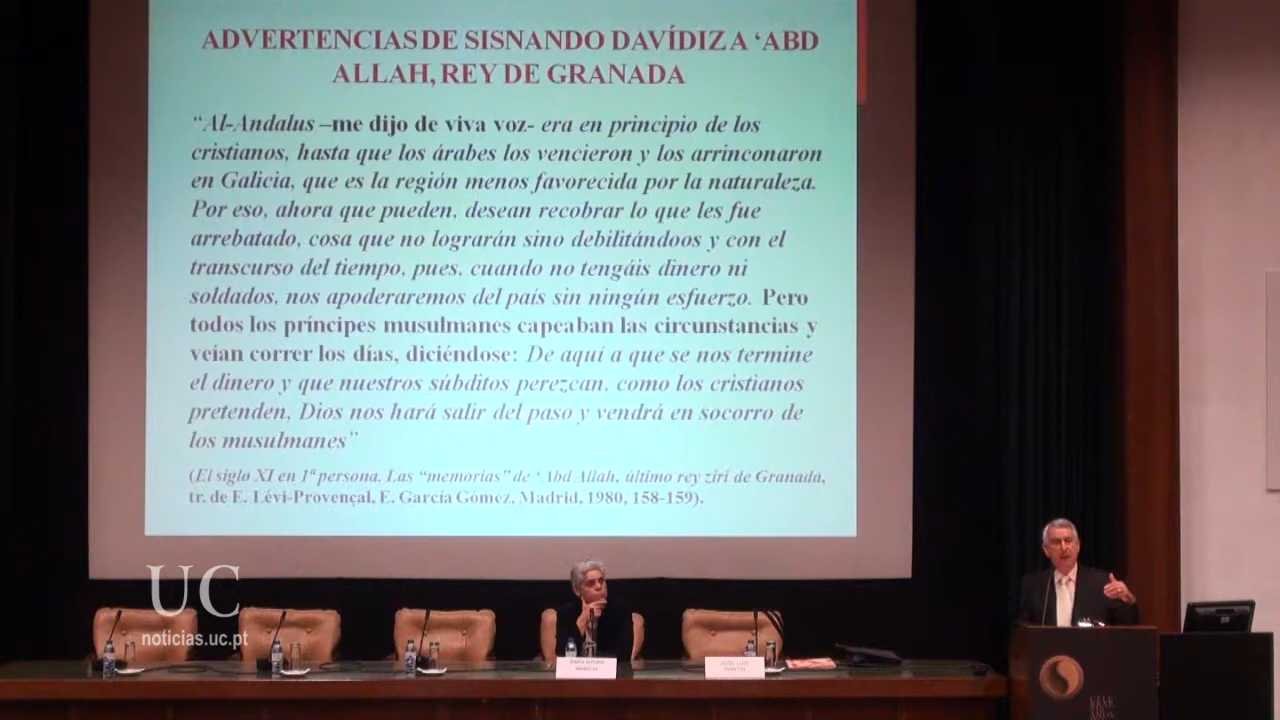 ADVERTENCIAS DE SISNANDO DAVÍDIZ A ‘ABD
ALLAH, REY DE GRANADA
“Al-Andalus –me dijo de viva voz- era en principio de los
cristianos, hasta que los árabes los vencieron y los arrinconaron
en Galicia, que es la región menos favorecida por la naturaleza.
Por eso, ahora que pueden, desean recobrar lo que les fue
arrebatado, cosa que no lograrán sino debilitándoos y con el
transcurso del tiempo, pues, cuando no tengáis dinero ni
soldados, nos apoderaremos del país sin ningún esfuerzo. Pero
todos los príncipes musulmanes capeaban las circunstancias y
veían correr los días, diciéndose: De aquí a que se nos termine
el dinero y que nuestros súbditos perezcan, como los cristianos
pretenden, Dios nos hará salir del paso y vendrá en socorro de
los musulmanes”
(El siglo XI en 1ª persona. Las “memorias” de ‘Abd Allah, último rey zirí de Granada,
tr. de E. Lévi-Provençal, E. García Gómez, Madrid, 1980, 158-159).
UC
noticias.uc.pt
JOSÉ LUIS
MARTÍN